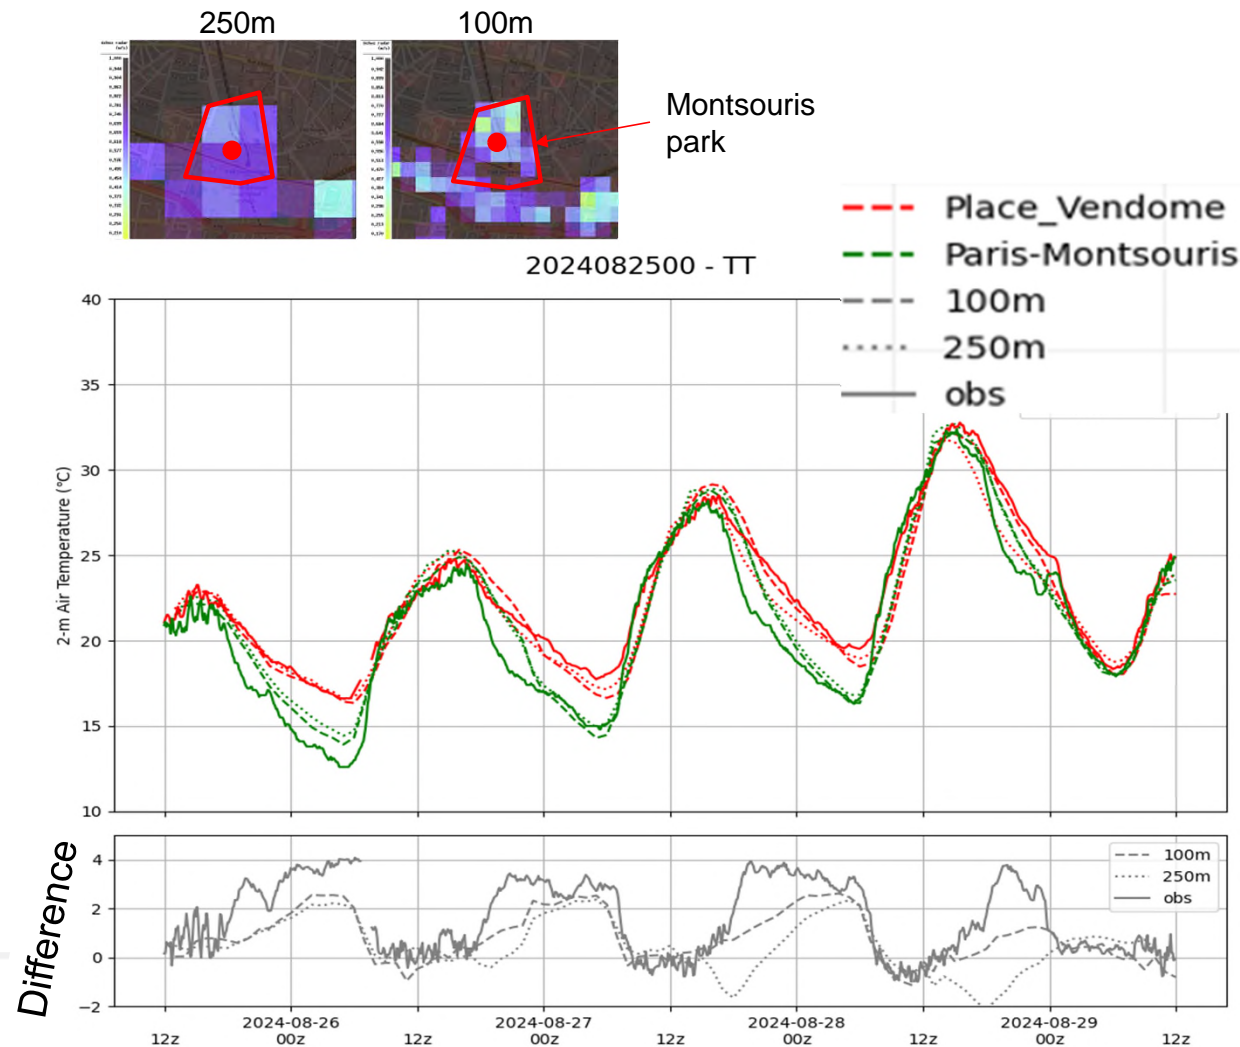 250m
100m
Montsouris
park
Place_Vendome
Paris-Montsouris
100m
250m
obs
2024082500 - TT
40
35
30
25
20
15
10
2-m Air Temperature (°C)
Difference
4
2
0
−2
100m
250m
obs
12z
2024-08-26
00z
12z
2024-08-27
00z
12z
2024-08-28
00z
12z
2024-08-29
00z
12z